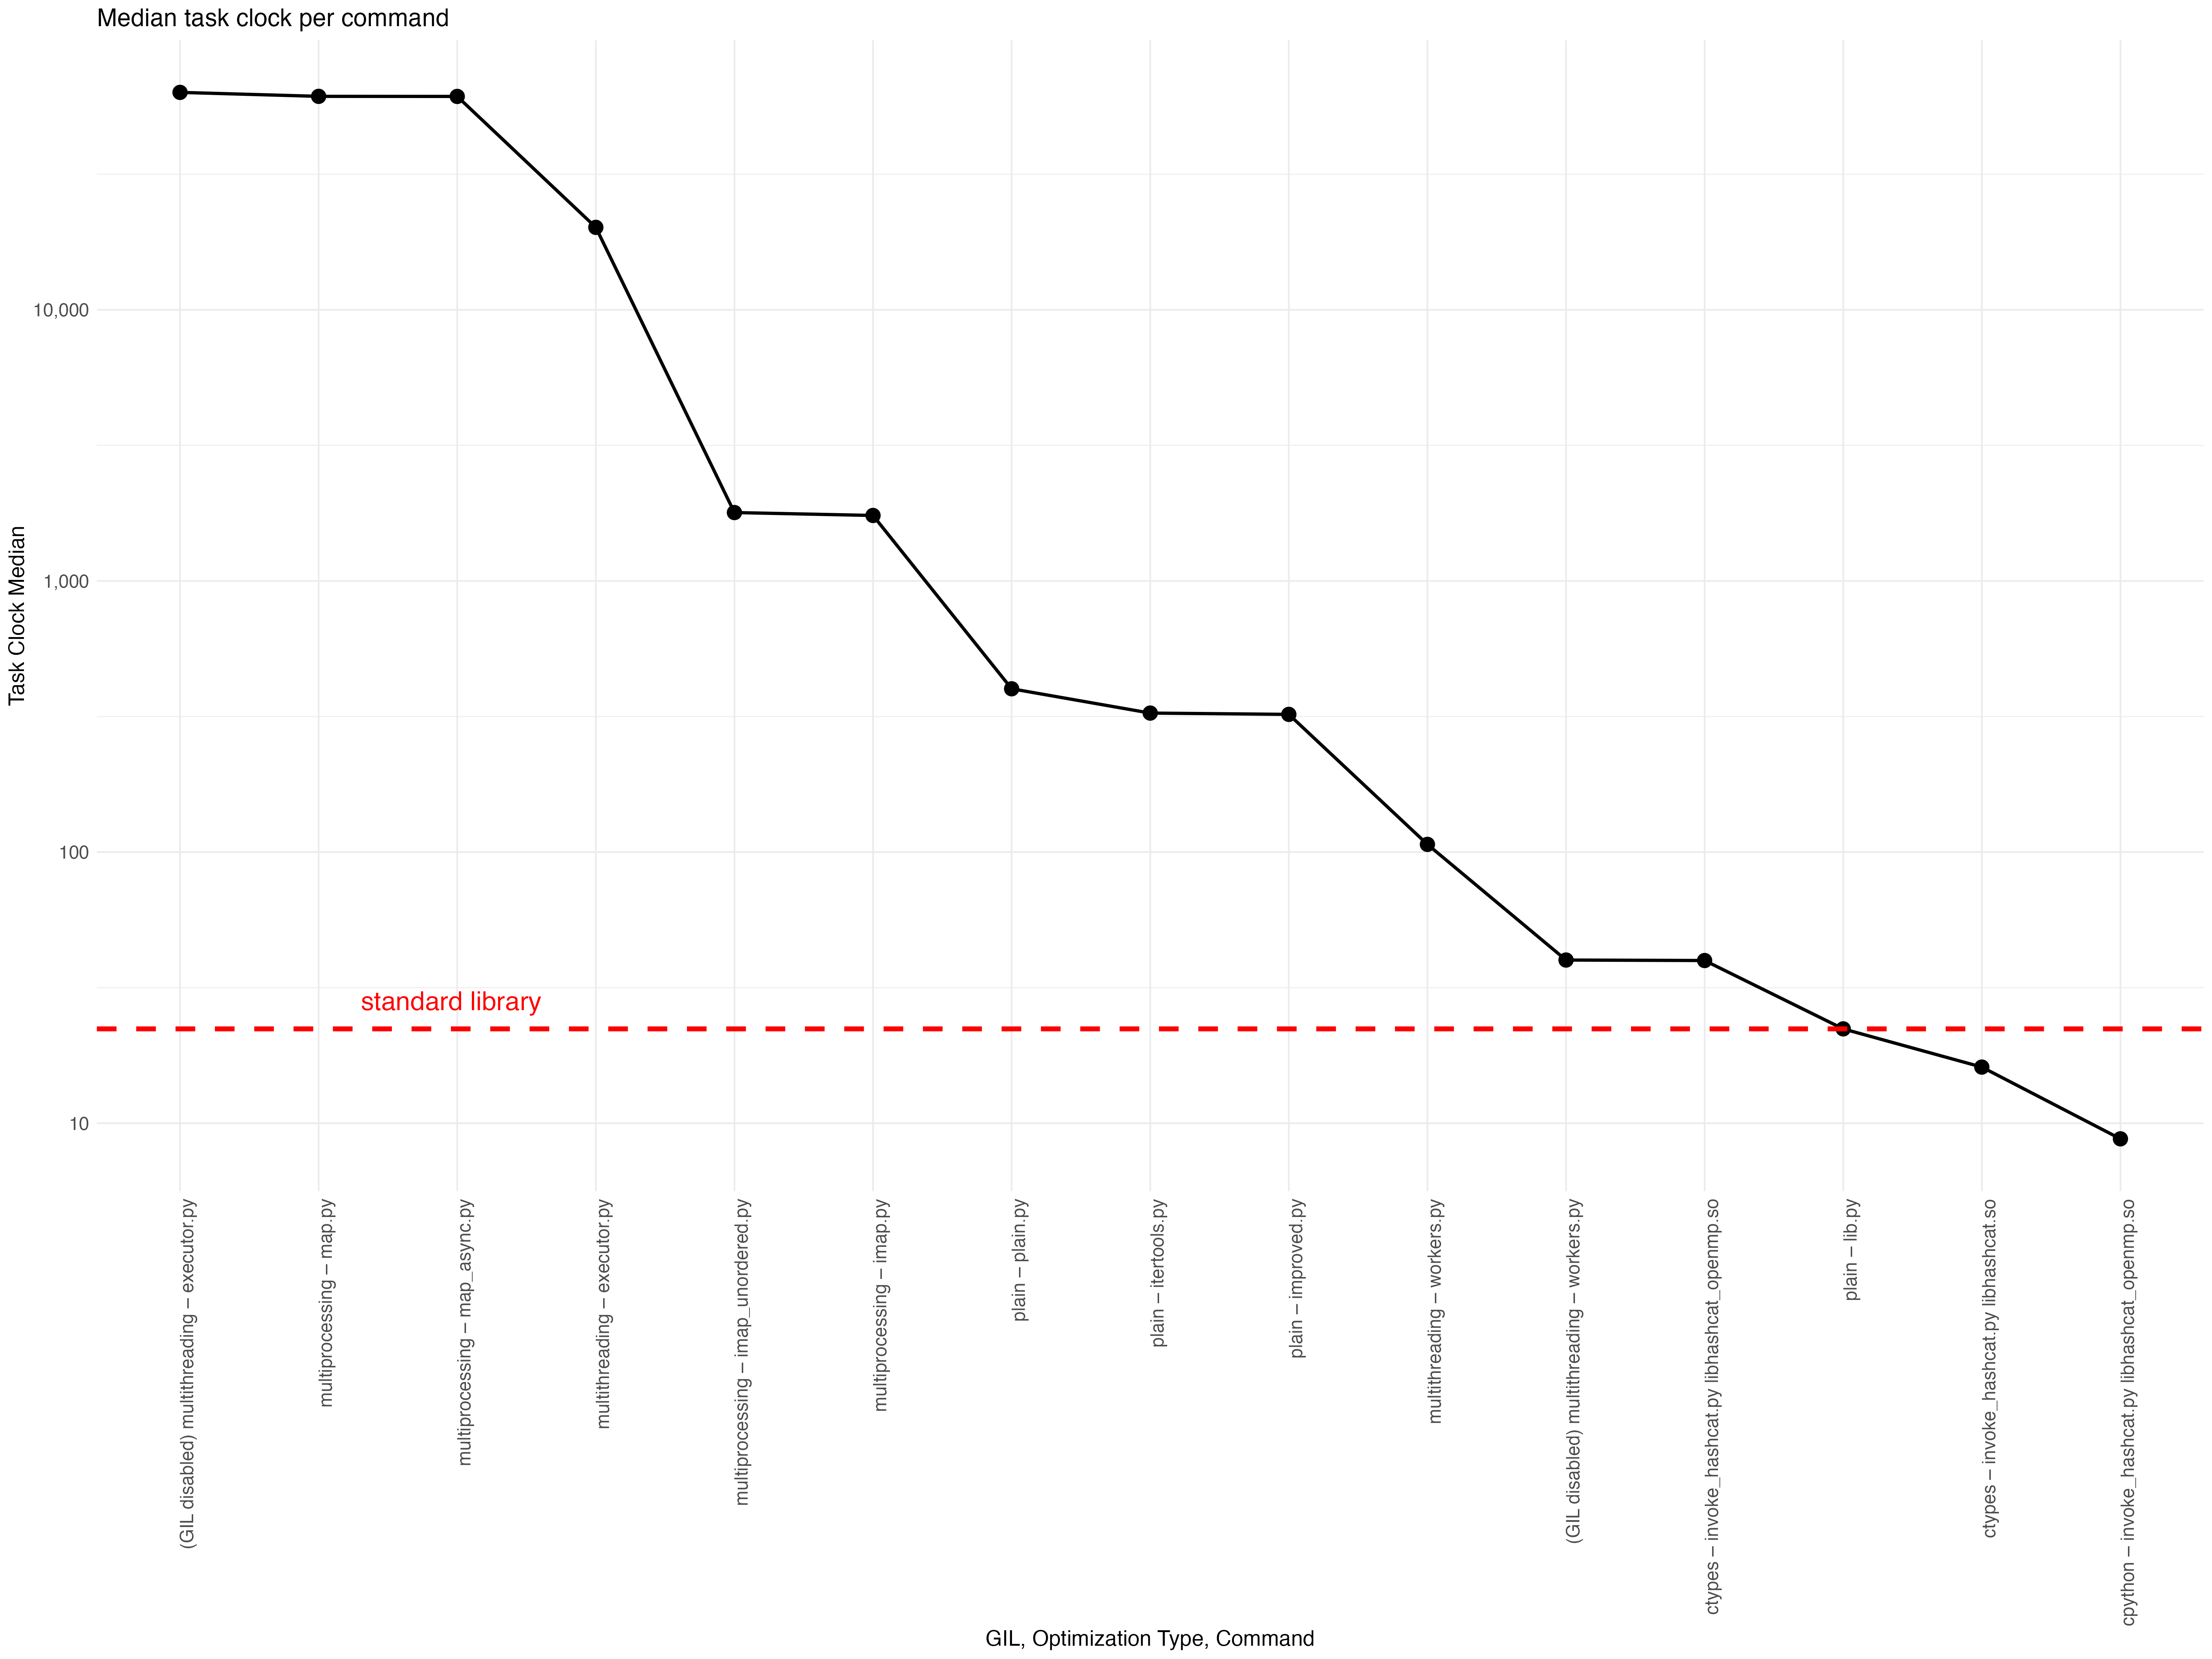 Median task clock per command
Task Clock Median
10,000
1,000
100
10
standard library
(GIL disabled) multithreading – executor.py
multiprocessing – map.py
multiprocessing – map_async.py
multithreading – executor.py
multiprocessing – imap_unordered.py
multiprocessing – imap.py
plain – plain.py
plain – itertools.py
plain – improved.py
multithreading – workers.py
(GIL disabled) multithreading – workers.py
ctypes – invoke_hashcat.py libhashcat_openmp.so
plain – lib.py
ctypes – invoke_hashcat.py libhashcat.so
cpython – invoke_hashcat.py libhashcat_openmp.so
GIL, Optimization Type, Command